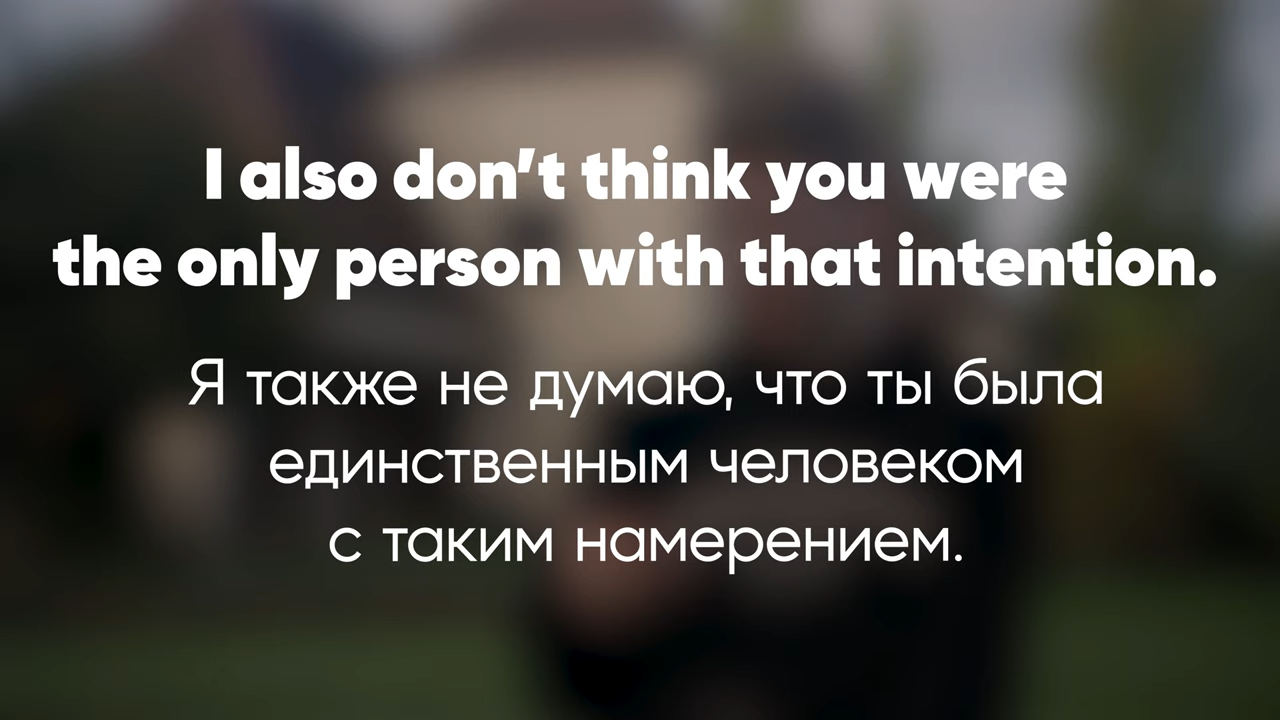 I also don’t think you were
the only person with that intention.
Я также не думаю, что ты была
единственным человеком
с таким намерением.